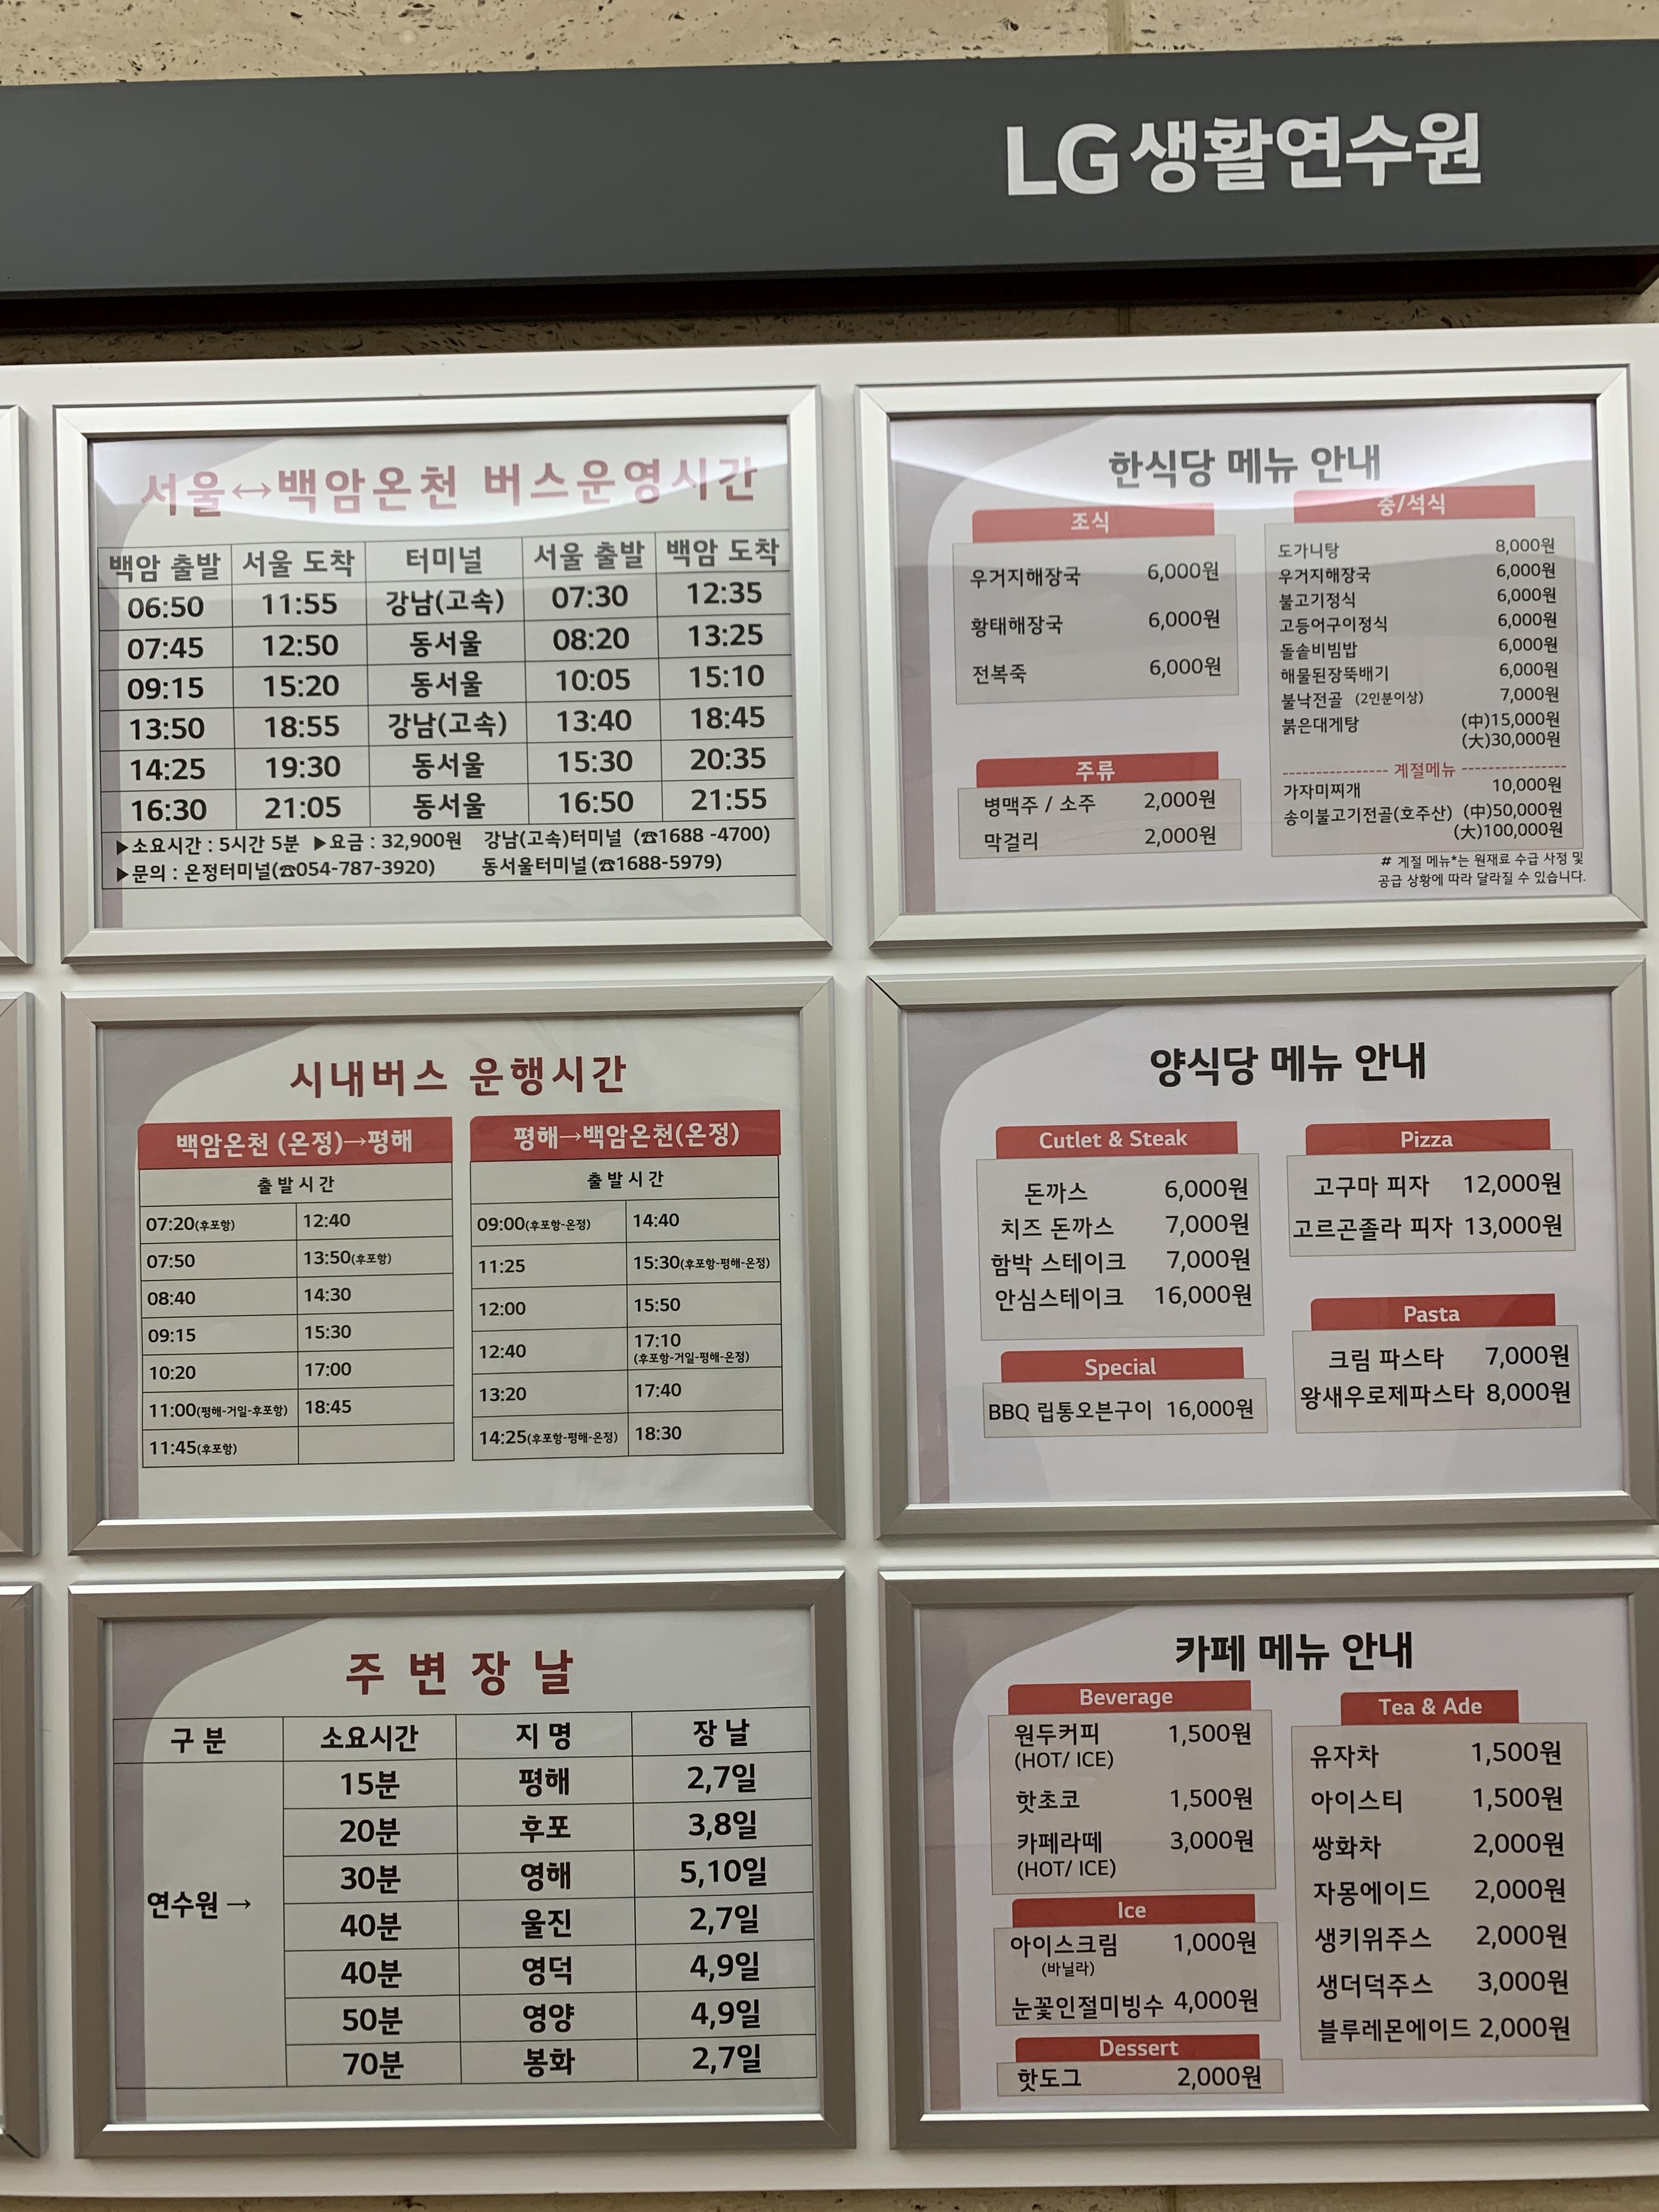 LG생활연수원
서울↔백암온천 버스운영시간
백암 출발 서울 도착 터미널 서울 출발 백암 도착
06:50 11:55 강남(고속) 07:30 12:35
07:45 12:50 동서울 08:20 13:25
09:15 15:20 동서울 10:05 15:10
13:50 18:55 강남(고속) 13:40 18:45
14:25 19:30 동서울 15:30 20:35
16:30 21:05 동서울 16:50 21:55
▶소요시간 : 5시간 5분 ▶요금 : 32,900원 강남(고속)터미널 (☎1688 -4700)
▶문의 : 온정터미널(☎054-787-3920) 동서울터미널(☎1688-5979)
한식당 메뉴 안내
조식
우거지해장국 6,000원
황태해장국 6,000원
전복죽 6,000원
주류
병맥주 / 소주 2,000원
막걸리 2,000원
중/석식
도가니탕 8,000원
우거지해장국 6,000원
불고기정식 6,000원
고등어구이정식 6,000원
돌솥비빔밥 6,000원
해물된장뚝배기 6,000원
불낙전골 (2인분이상) 7,000원
붉은대게탕 (中)15,000원
(大)30,000원
---------------- 계절메뉴 ----------------
가자미찌개 10,000원
송이불고기전골(호주산) (中)50,000원
(大)100,000원
# 계절 메뉴*는 원재료 수급 사정 및
공급 상황에 따라 달라질 수 있습니다.
시내버스 운행시간
백암온천 (온정)→평해
출 발 시 간
07:20(후포항) 12:40
07:50 13:50(후포항)
08:40 14:30
09:15 15:30
10:20 17:00
11:00(평해-거일-후포항) 18:45
11:45(후포항)
평해→백암온천(온정)
출 발 시 간
09:00(후포항-온정) 14:40
11:25 15:30(후포항-평해-온정)
12:00 15:50
12:40 17:10
(후포항-거일-평해-온정)
13:20 17:40
14:25(후포항-평해-온정) 18:30
양식당 메뉴 안내
Cutlet & Steak
돈까스 6,000원
치즈 돈까스 7,000원
함박 스테이크 7,000원
안심스테이크 16,000원
Special
BBQ 립통오븐구이 16,000원
Pizza
고구마 피자 12,000원
고르곤졸라 피자 13,000원
Pasta
크림 파스타 7,000원
왕새우로제파스타 8,000원
주 변 장 날
구 분 소요시간 지 명 장 날
연수원 →
15분 평해 2,7일
20분 후포 3,8일
30분 영해 5,10일
40분 울진 2,7일
40분 영덕 4,9일
50분 영양 4,9일
70분 봉화 2,7일
카페 메뉴 안내
Beverage
원두커피 1,500원
(HOT/ ICE)
핫초코 1,500원
카페라떼 3,000원
(HOT/ ICE)
Ice
아이스크림 1,000원
(바닐라)
눈꽃인절미빙수 4,000원
Dessert
핫도그 2,000원
Tea & Ade
유자차 1,500원
아이스티 1,500원
쌍화차 2,000원
자몽에이드 2,000원
생키위주스 2,000원
생더덕주스 3,000원
블루레몬에이드 2,000원